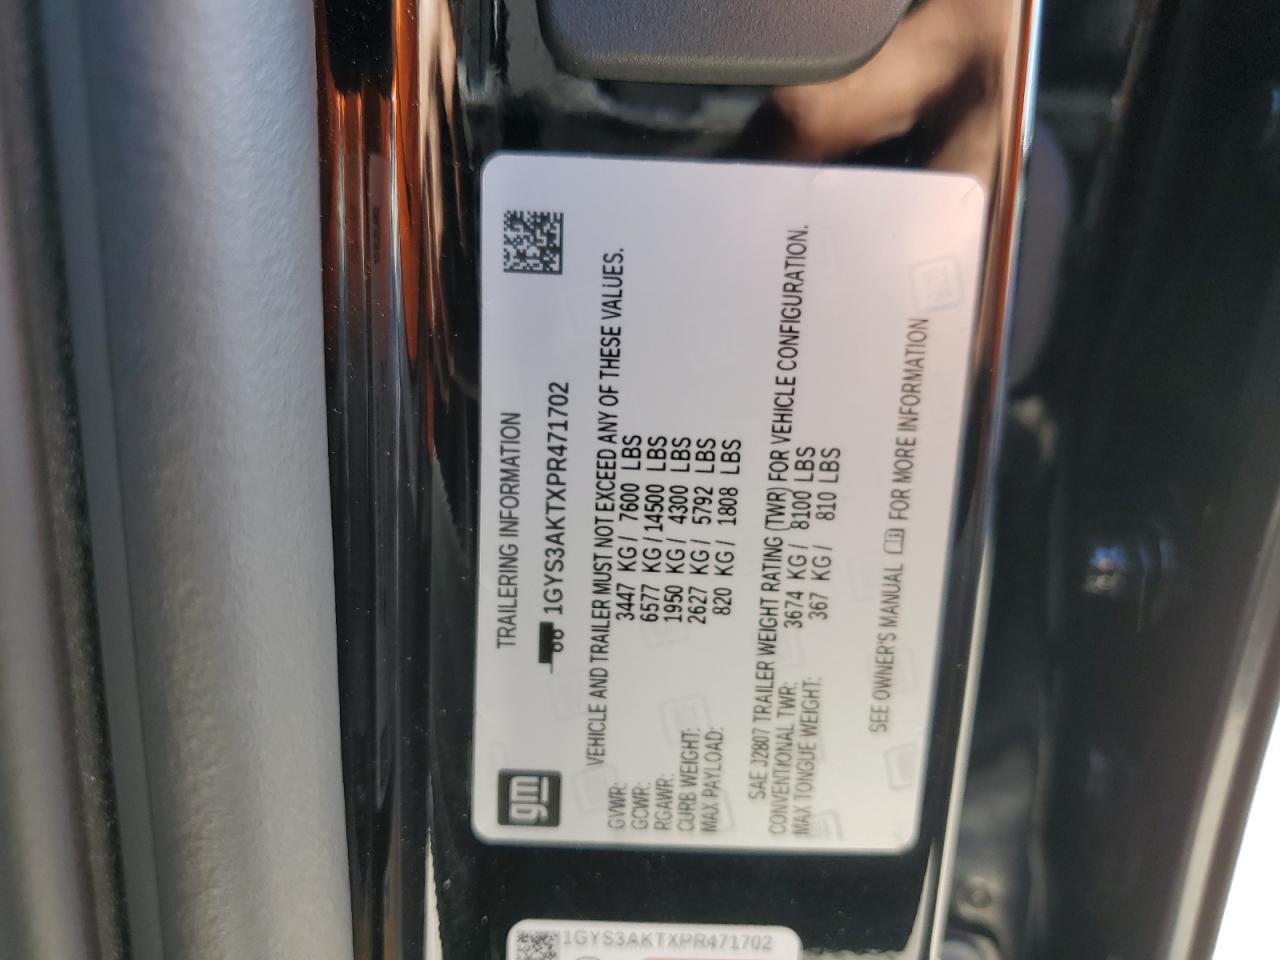 gm
TRAILERING INFORMATION
1GYS3AKTXPR471702
VEHICLE AND TRAILER MUST NOT EXCEED ANY OF THESE VALUES.
GVWR: 3447 KG / 7600 LBS
GCWR: 6577 KG / 14500 LBS
RGAWR: 1950 KG / 4300 LBS
CURB WEIGHT: 2627 KG / 5792 LBS
MAX PAYLOAD: 820 KG / 1808 LBS
SAE J2807 TRAILER WEIGHT RATING (TWR) FOR VEHICLE CONFIGURATION.
CONVENTIONAL TWR: 3674 KG / 8100 LBS
MAX TONGUE WEIGHT: 367 KG / 810 LBS
SEE OWNER'S MANUAL FOR MORE INFORMATION
1GYS3AKTXPR471702